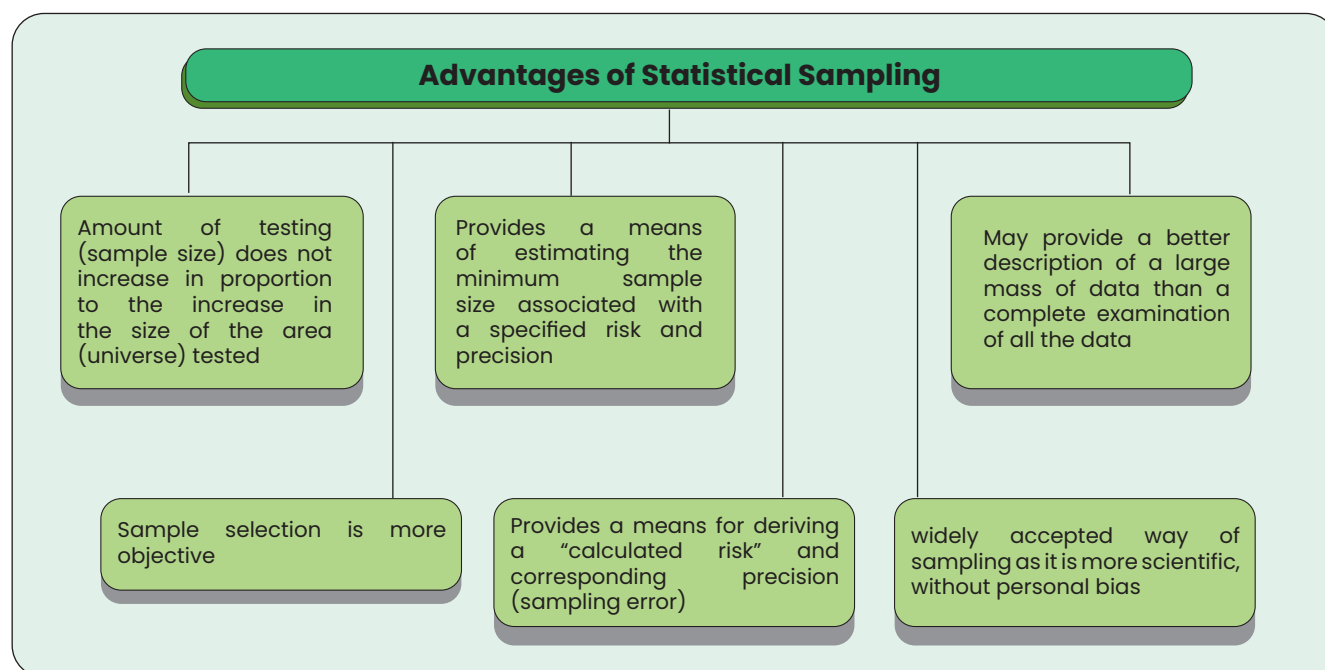 Advantages of Statistical Sampling
Amount of testing
(sample size) does not
increase in proportion
to the increase in
the size of the area
(universe) tested
Provides a means
of estimating the
minimum sample
size associated with
a specified risk and
precision
May provide a better
description of a large
mass of data than a
complete examination
of all the data
Sample selection is more
objective
Provides a means for deriving
a “calculated risk” and
corresponding precision
(sampling error)
widely accepted way of
sampling as it is more scientific,
without personal bias